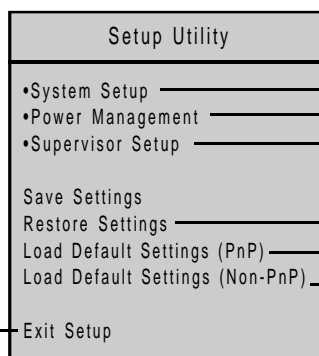 Setup Utility
•System Setup
•Power Management
•Supervisor Setup
Save Settings
Restore Settings
Load Default Settings (PnP)
Load Default Settings (Non-PnP)
Exit Setup